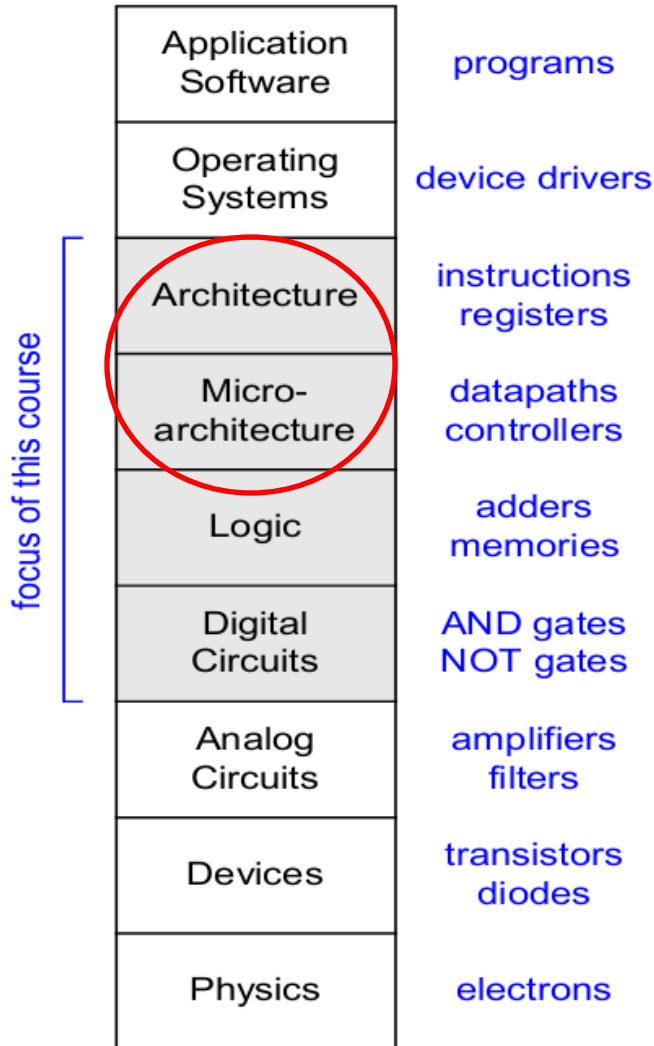 Application
Software
programs
Operating
Systems
device drivers
focus of this course
Architecture
instructions
registers
Micro-
architecture
datapaths
controllers
Logic
adders
memories
Digital
Circuits
AND gates
NOT gates
Analog
Circuits
amplifiers
filters
Devices
transistors
diodes
Physics
electrons